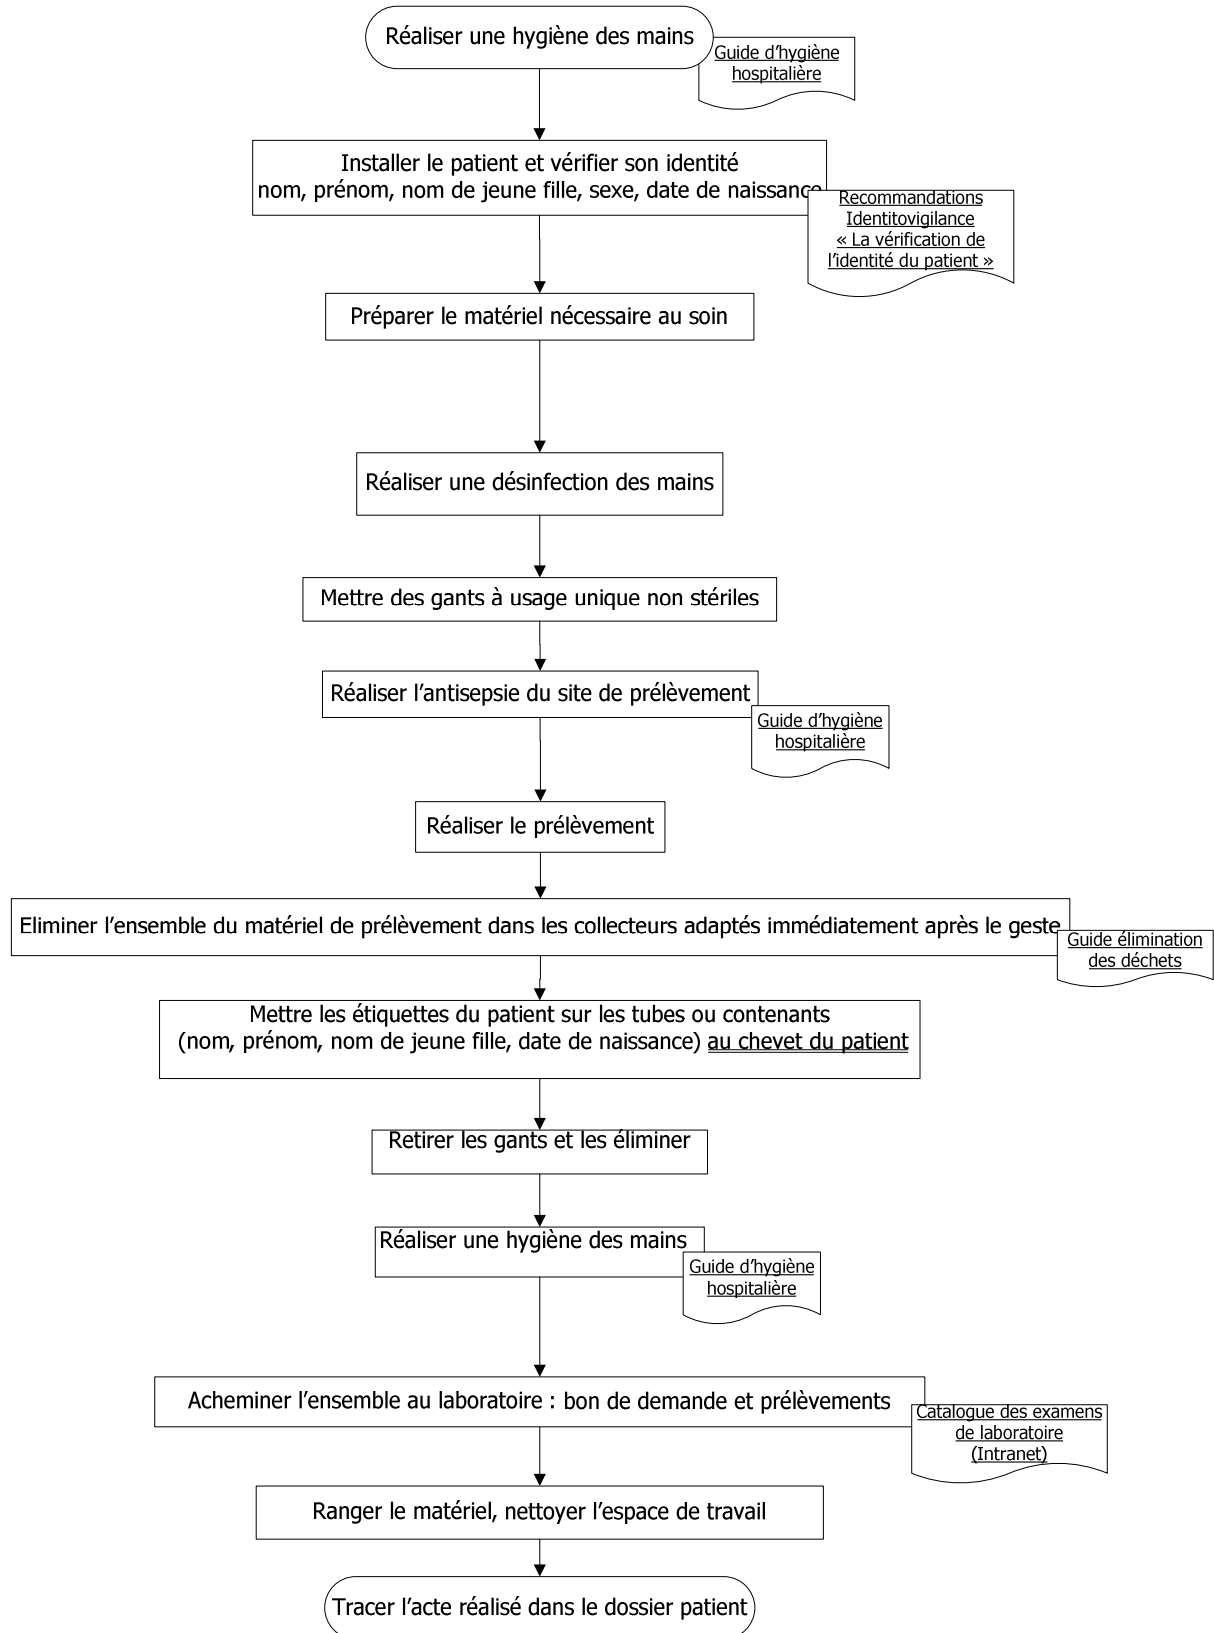 Réaliser une hygiène des mains
Guide d’hygiène
hospitalière
Installer le patient et vérifier son identité
nom, prénom, nom de jeune fille, sexe, date de naissance
Recommandations
Identitovigilance
« La vérification de
l’identité du patient »
Préparer le matériel nécessaire au soin
Réaliser une désinfection des mains
Mettre des gants à usage unique non stériles
Réaliser l’antisepsie du site de prélèvement
Guide d’hygiène
hospitalière
Réaliser le prélèvement
Eliminer l’ensemble du matériel de prélèvement dans les collecteurs adaptés immédiatement après le geste
Guide élimination
des déchets
Mettre les étiquettes du patient sur les tubes ou contenants
(nom, prénom, nom de jeune fille, date de naissance) au chevet du patient
Retirer les gants et les éliminer
Réaliser une hygiène des mains
Guide d’hygiène
hospitalière
Acheminer l’ensemble au laboratoire : bon de demande et prélèvements
Catalogue des examens
de laboratoire
(Intranet)
Ranger le matériel, nettoyer l’espace de travail
Tracer l’acte réalisé dans le dossier patient